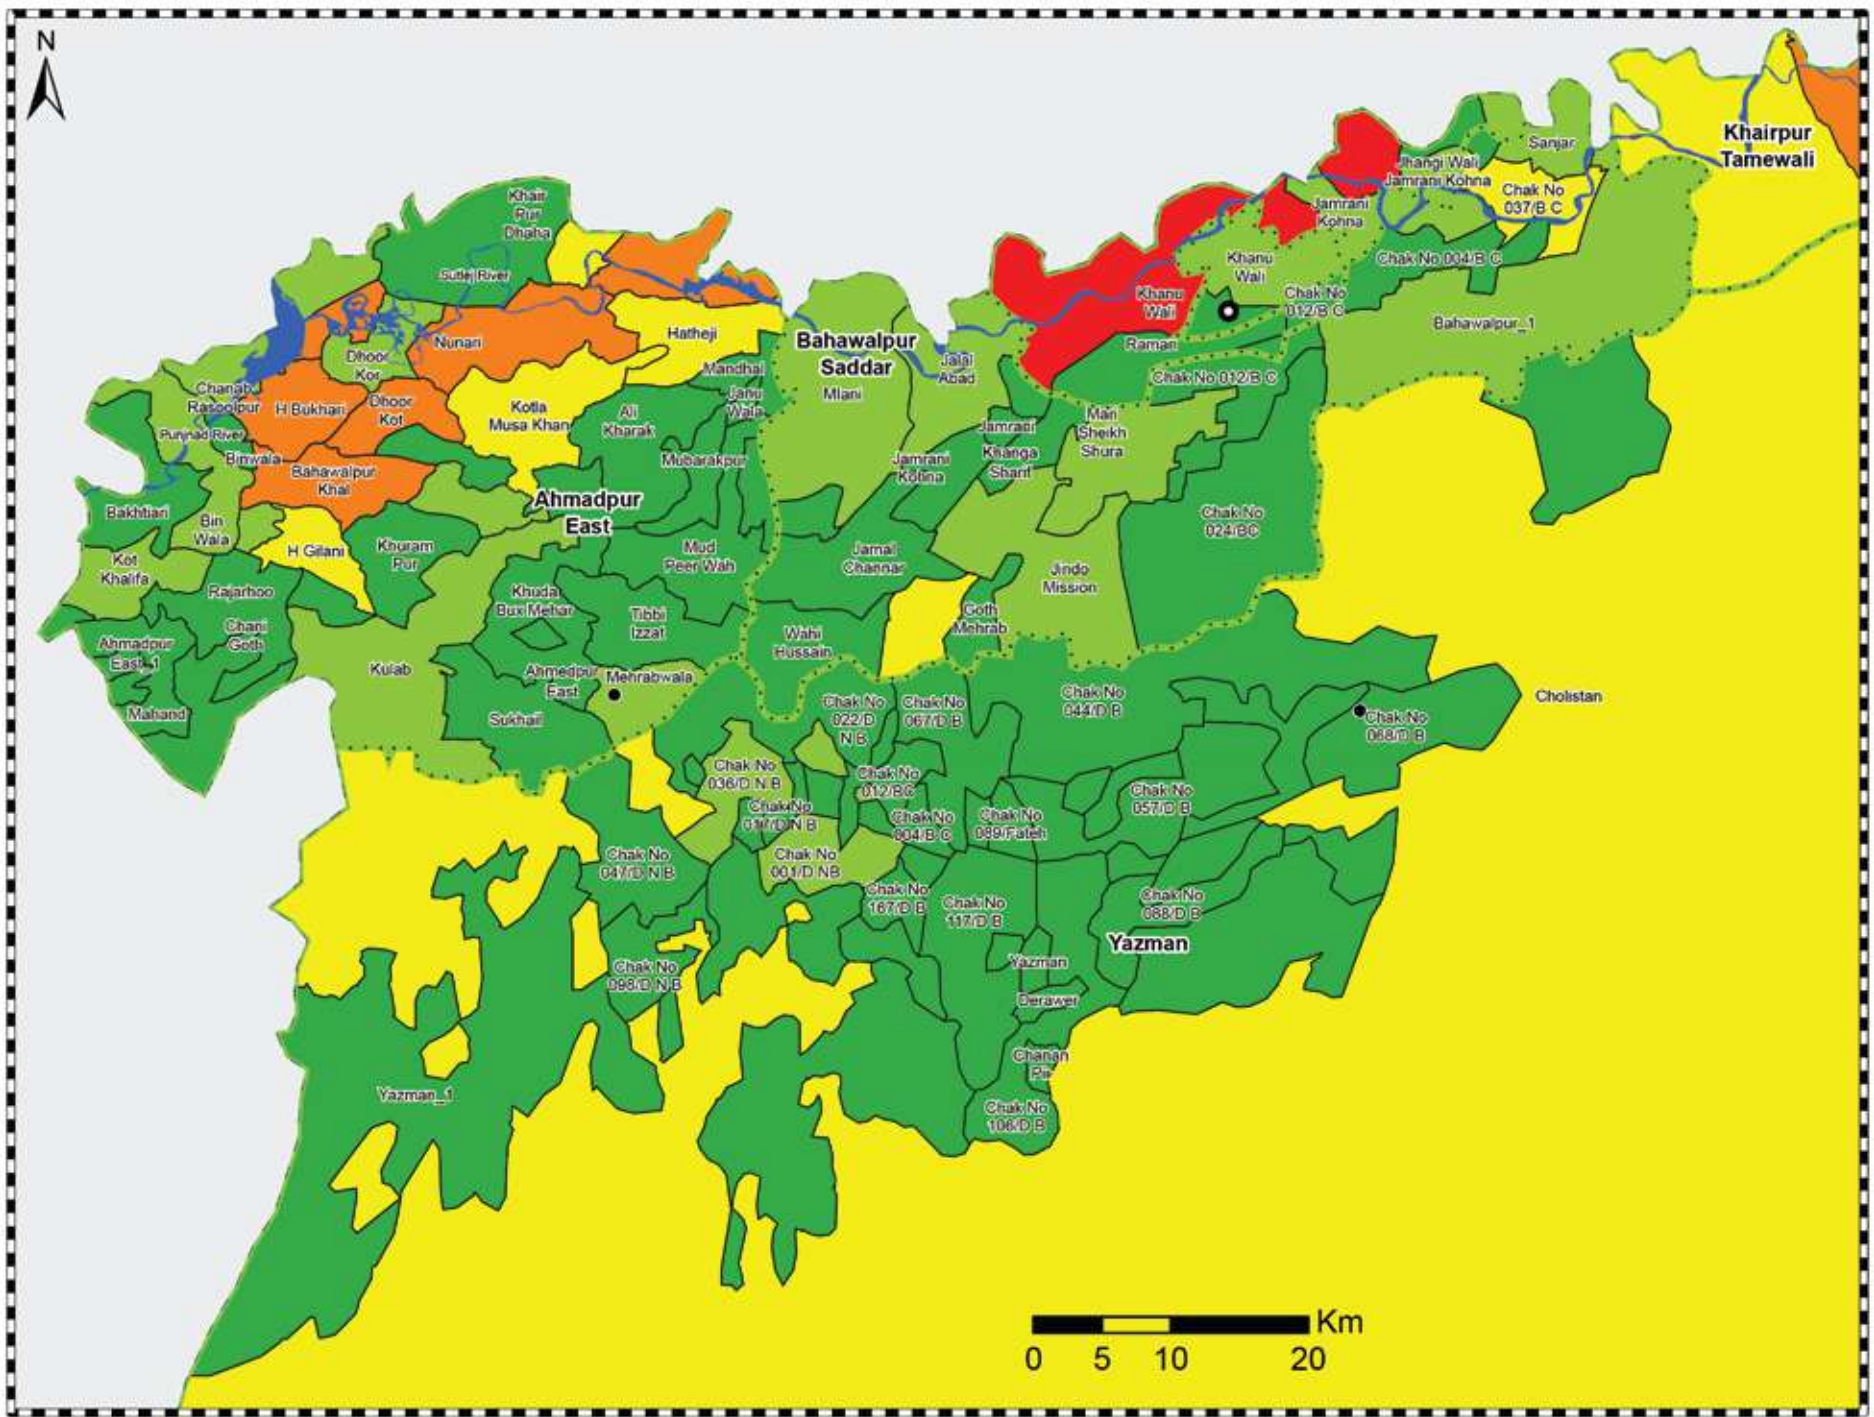 N
Khairpur
Tamewali
Sanjar
Jhangi Wali
Jamrani Kohna
Chak No
037/B C
Jamrani
Kohna
Khair
Pur
Dhaha
Sutlej River
Khanu
Wali
Chak No 004/B C
Khanu
Wali
Chak No
012/B C
Bahawalpur_1
Nunari
Hatheji
Bahawalpur
Saddar
Raman
Dhoor
Kor
Mandhal
Mlani
Jalal
Abad
Chak No 012/B C
Chanab
Rasoolpur
H Bukhari
Dhoor
Kot
Kotla
Musa Khan
Ali
Kharak
Janu
Wala
Mari
Sheikh
Shura
Punjnad River
Binwala
Mubarakpur
Jamrani
Kohna
Jamrani
Khanga
Sharif
Bahawalpur
Khal
Ahmadpur
East
Bakhtiari
Bin
Wala
Chak No
024/BC
H Gilani
Khuram
Pur
Mud
Peer Wah
Jamal
Channar
Kot
Khalifa
Rajarhoo
Khuda
Bux Mehar
Jindo
Mission
Tibbi
Izzat
Goth
Mehrab
Ahmadpur
East_1
Chani
Goth
Wahi
Hussain
Kulab
Ahmedpur
East
Mehrabwala
Mahand
Sukhail
Chak No
022/D
N B
Chak No
067/D B
Chak No
044/D B
Chak No
068/D B
Cholistan
Chak No
036/D N B
Chak No
012/BC
Chak No
017/D N B
Chak No
004/B C
Chak No
089/Fateh
Chak No
057/D B
Chak No
047/D N B
Chak No
001/D NB
Chak No
167/D B
Chak No
117/D B
Chak No
088/D B
Yazman
Yazman
Chak No
098/D N B
Derawer
Chanan
Pir
Yazman_1
Chak No
106/D B
Km
0 5 10 20